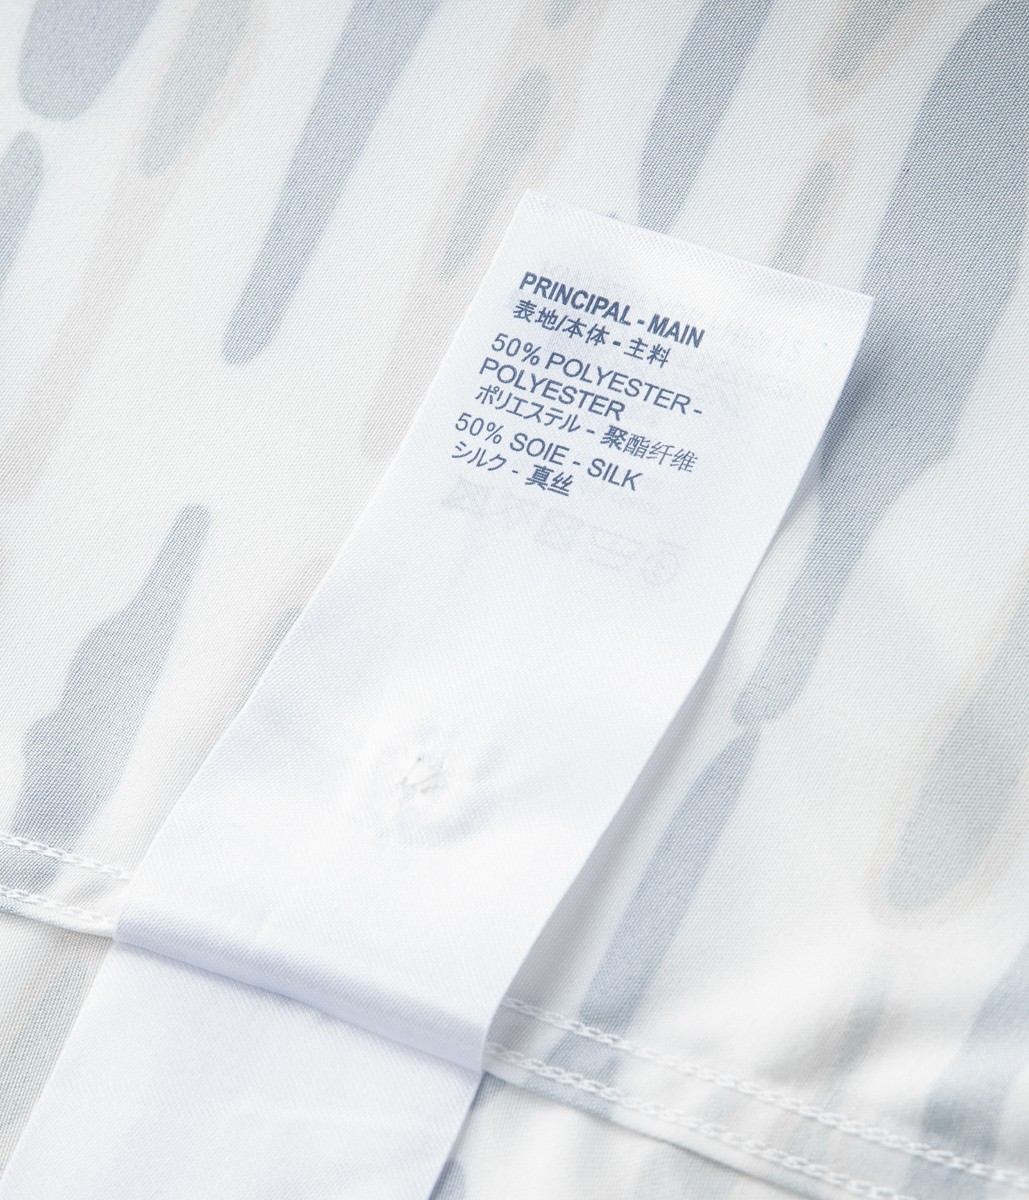 PRINCIPAL - MAIN
表地/本体 - 主料
50% POLYESTER -
POLYESTER
ポリエステル - 聚酯纤维
50% SOIE - SILK
シルク - 真丝